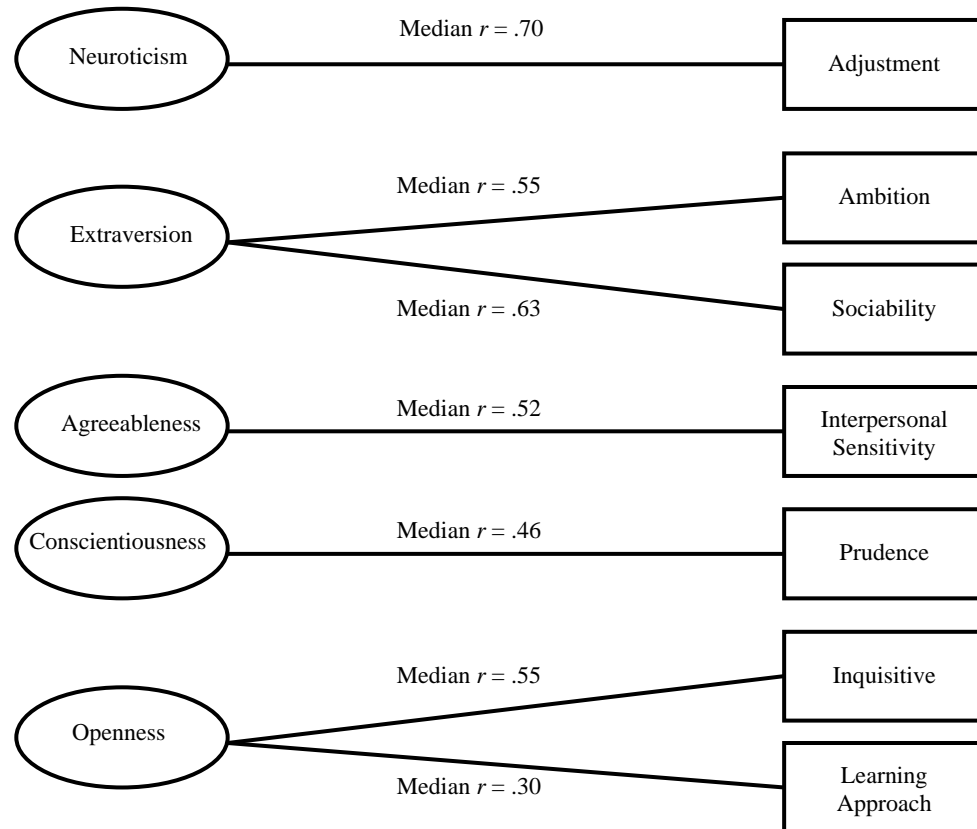 Median r = .70
Neuroticism
Adjustment
Median r = .55
Ambition
Extraversion
Median r = .63
Sociability
Median r = .52
Agreeableness
Interpersonal
Sensitivity
Median r = .46
Conscientiousness
Prudence
Median r = .55
Inquisitive
Openness
Median r = .30
Learning
Approach